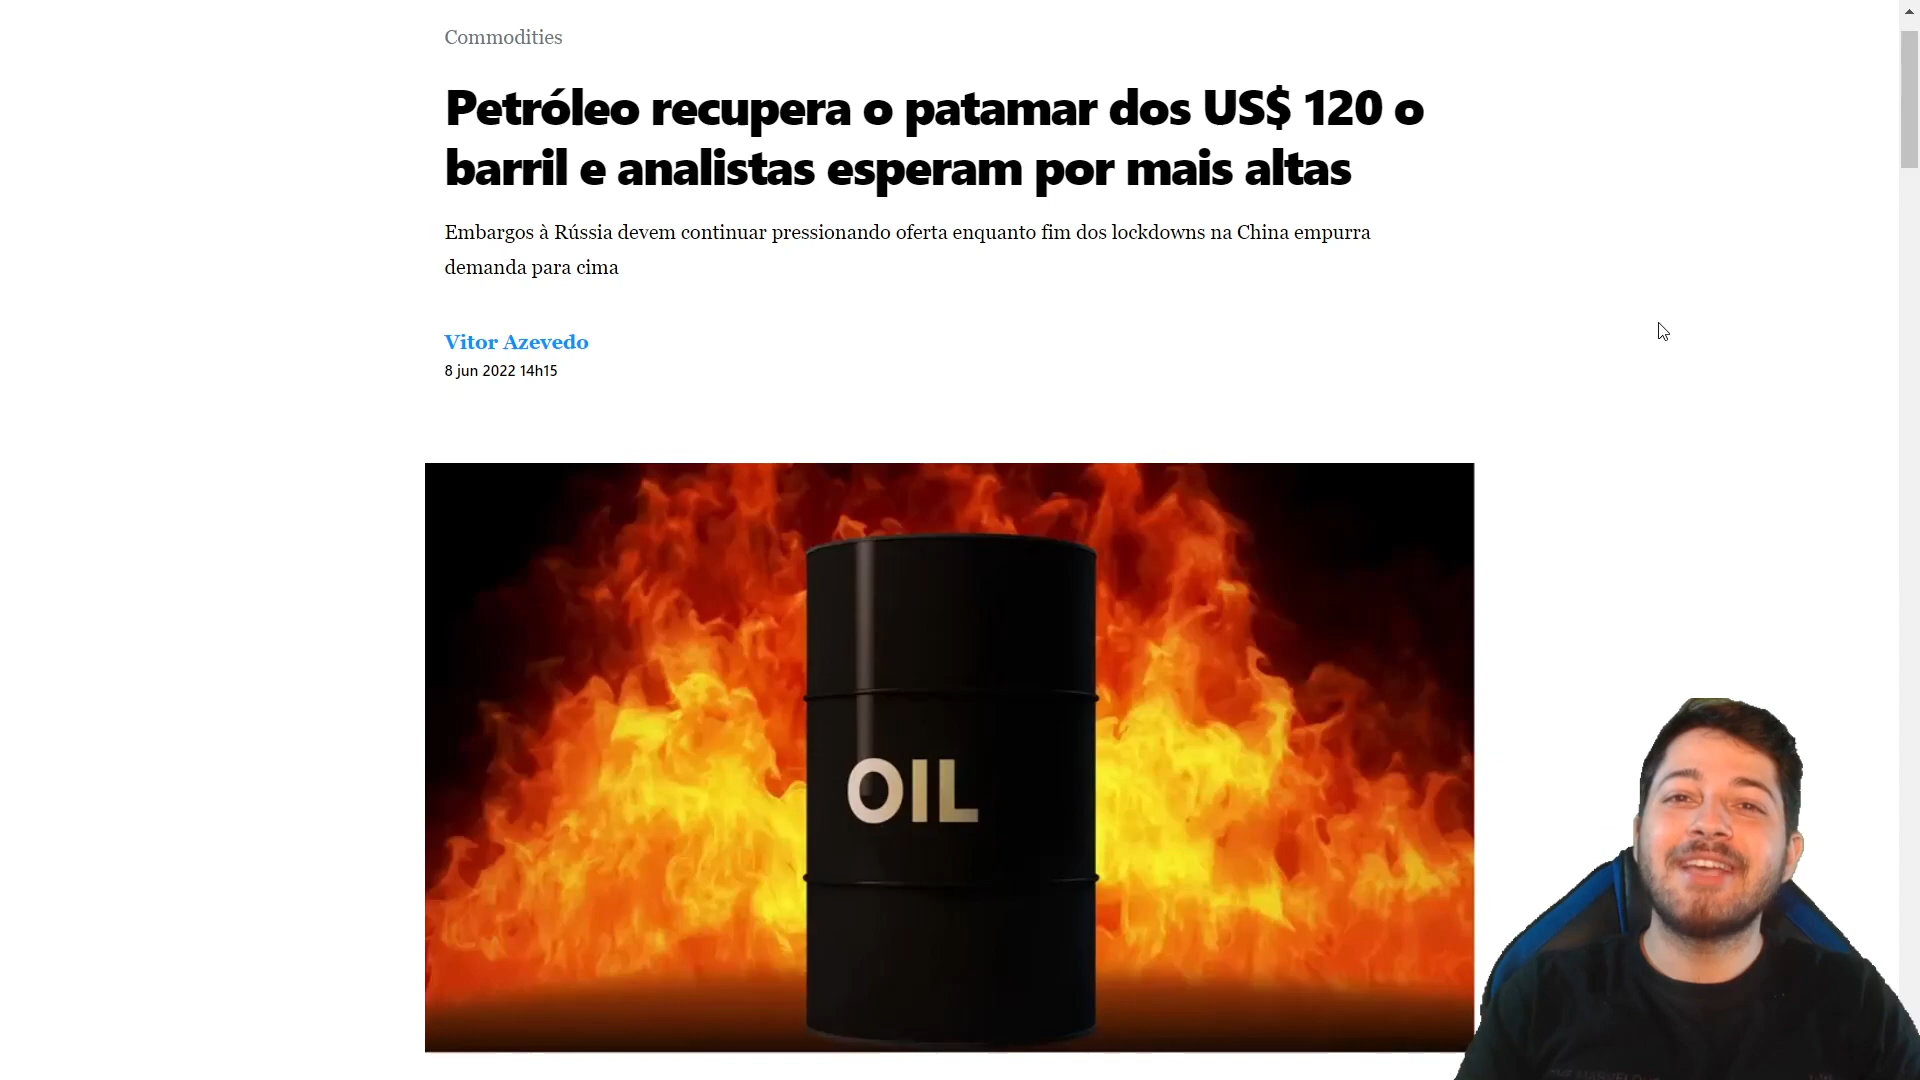 Commodities
Petróleo recupera o patamar dos US$ 120 o
barril e analistas esperam por mais altas
Embargos à Rússia devem continuar pressionando oferta enquanto fim dos lockdowns na China empurra
demanda para cima
Vitor Azevedo
8 jun 2022 14h15
OIL